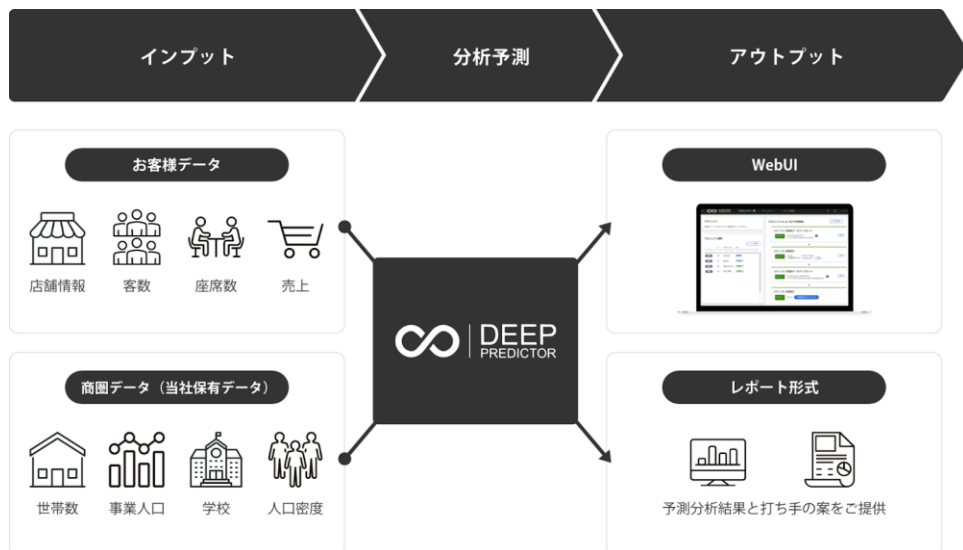 インプット
分析予測
アウトプット
お客様データ
店舗情報
客数
座席数
売上
商圏データ（当社保有データ）
世帯数
事業人口
学校
人口密度
DEEP
PREDICTOR
WebUI
レポート形式
予測分析結果と打ち手の案をご提供